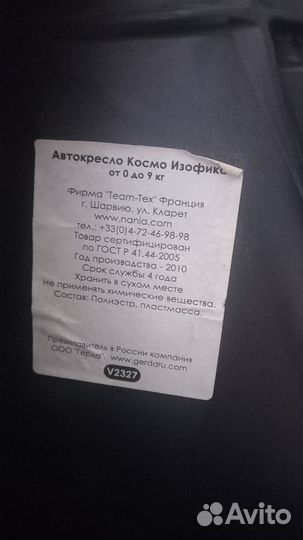 Автокресло Космо Изофикс
от 0 до 9 кг
Фирма "Team-Tex" Франция
г. Шарвию, ул. Кларет
www.nania.com
тел.: +33(0)4-72-46-98-98
Товар сертифицирован
по ГОСТ Р 41.44-2005
Год производства - 2010
Срок службы 4 года
Хранить в сухом месте
Не применять химические вещества.
Состав: Полиэстр, пластмасса.
Представитель в России компания
ООО "Герда". www.gerdaru.com
V2327
Avito